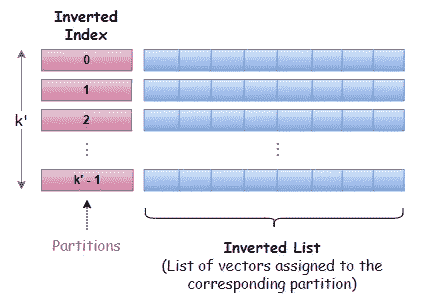 Inverted
Index
0
1
2
⋮ ⋮
k' - 1
k'
Partitions
Inverted List
(List of vectors assigned to the
corresponding partition)